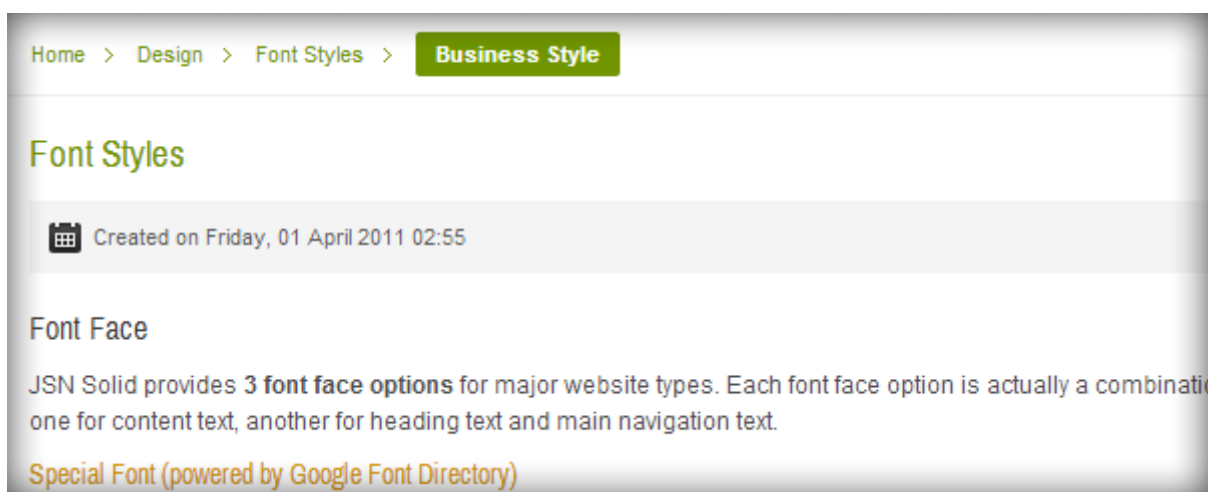 Home > Design > Font Styles > Business Style
Font Styles
Created on Friday, 01 April 2011 02:55
Font Face
JSN Solid provides 3 font face options for major website types. Each font face option is actually a
one for content text, another for heading text and main navigation text.
Special Font (powered by Google Font Directory)